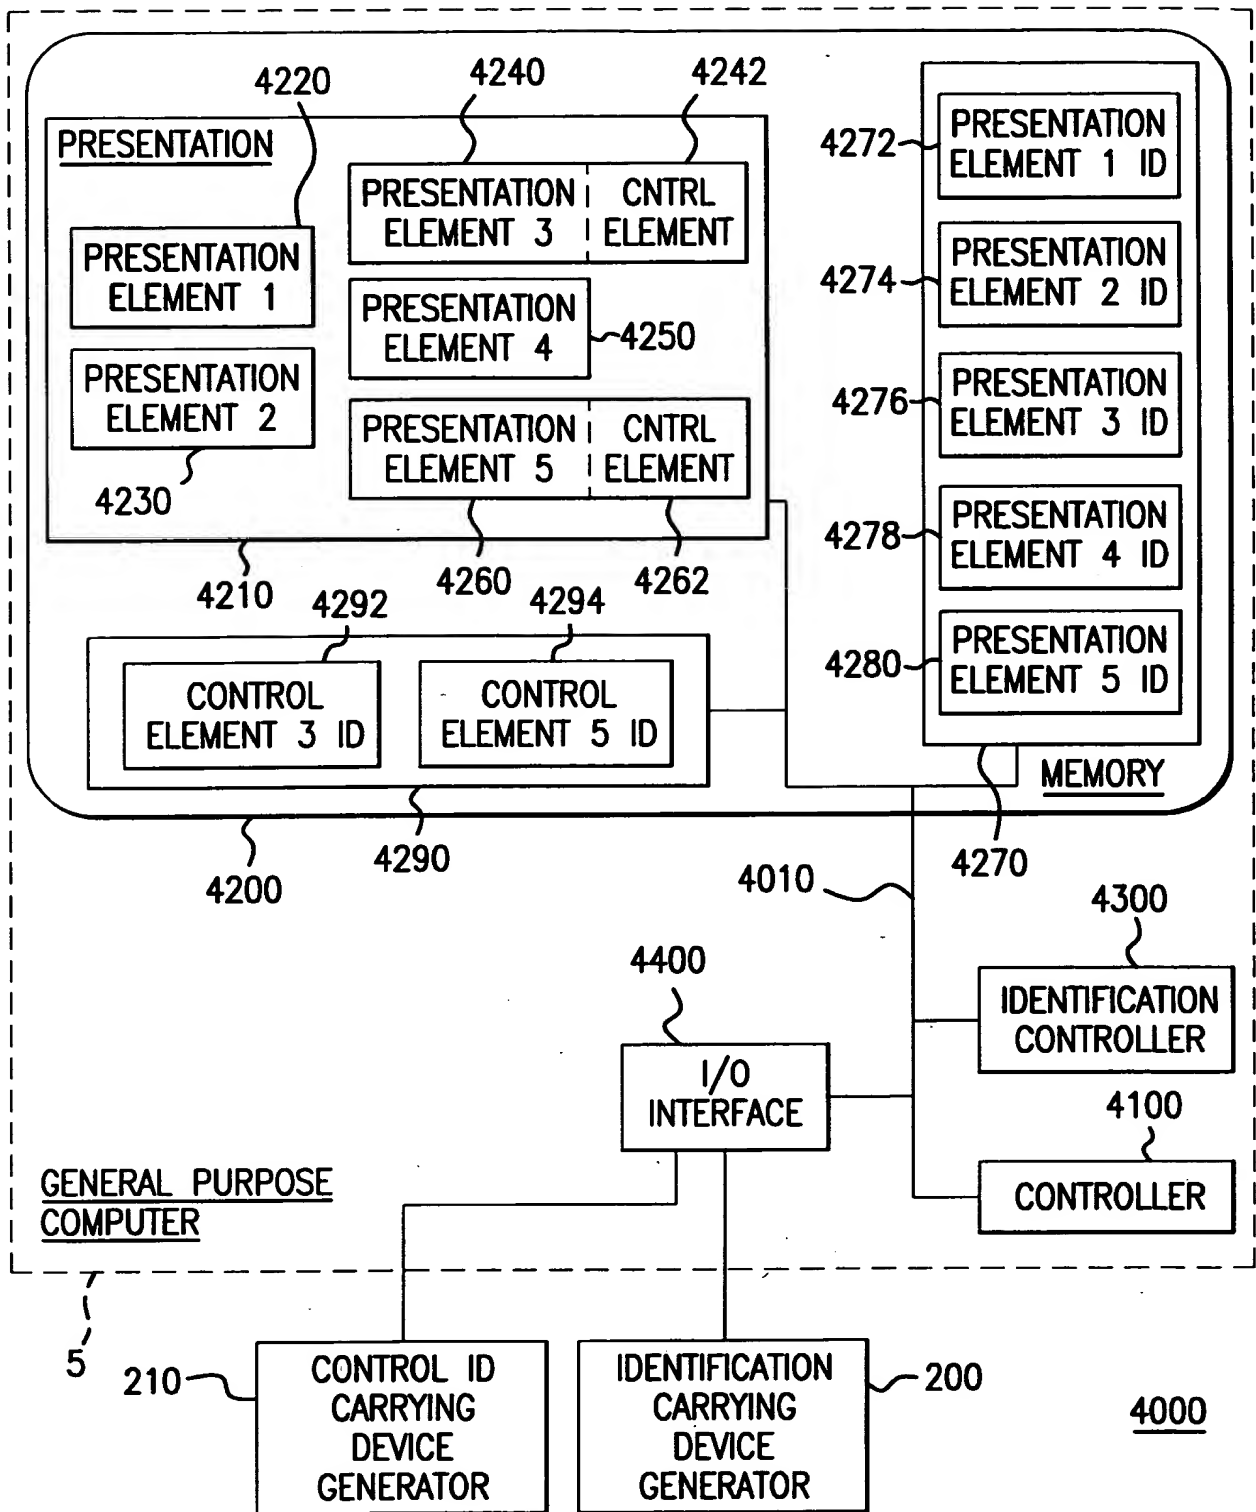 4220
4240
4242
PRESENTATION
PRESENTATION
ELEMENT 3
CNTRL
ELEMENT
PRESENTATION
ELEMENT 1
PRESENTATION
ELEMENT 4
4250
PRESENTATION
ELEMENT 2
4230
PRESENTATION
ELEMENT 5
CNTRL
ELEMENT
4210
4260
4262
4272
PRESENTATION
ELEMENT 1 ID
4274
PRESENTATION
ELEMENT 2 ID
4276
PRESENTATION
ELEMENT 3 ID
4278
PRESENTATION
ELEMENT 4 ID
4280
PRESENTATION
ELEMENT 5 ID
4292
4294
CONTROL
ELEMENT 3 ID
CONTROL
ELEMENT 5 ID
MEMORY
4200
4290
4270
4010
4300
4400
IDENTIFICATION
CONTROLLER
I/O
INTERFACE
4100
CONTROLLER
GENERAL PURPOSE
COMPUTER
5
210
CONTROL ID
CARRYING
DEVICE
GENERATOR
IDENTIFICATION
CARRYING
DEVICE
GENERATOR
200
4000